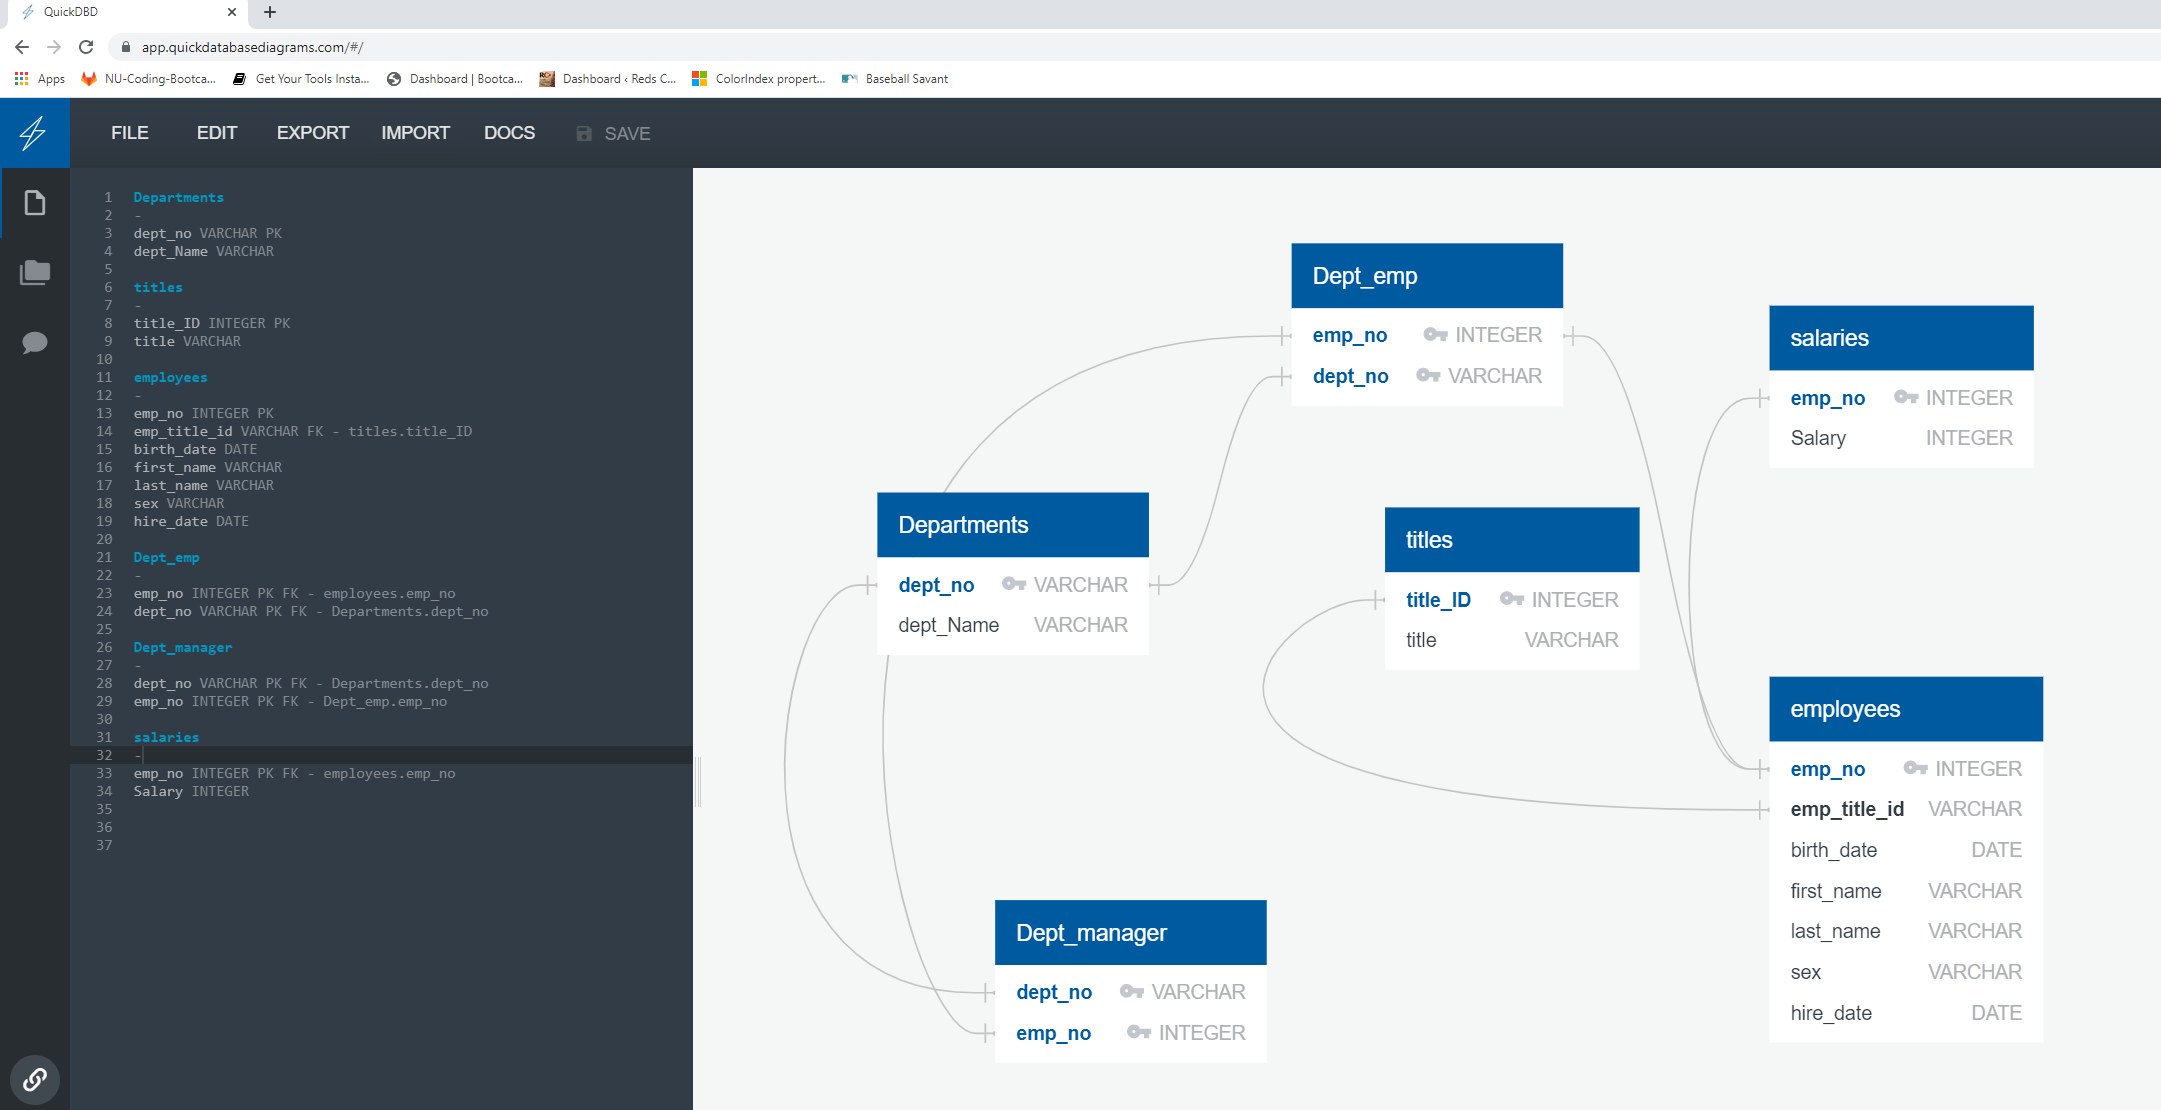 QuickDBD
app.quickdatabasediagrams.com/#/
Apps NU-Coding-Bootca... Get Your Tools Insta... Dashboard | Bootca... Dashboard ‹ Reds C... ColorIndex propert... Baseball Savant
FILE EDIT EXPORT IMPORT DOCS SAVE
1 Departments
2 -
3 dept_no VARCHAR PK
4 dept_Name VARCHAR
5
6 titles
7 -
8 title_ID INTEGER PK
9 title VARCHAR
10
11 employees
12 -
13 emp_no INTEGER PK
14 emp_title_id VARCHAR FK - titles.title_ID
15 birth_date DATE
16 first_name VARCHAR
17 last_name VARCHAR
18 sex VARCHAR
19 hire_date DATE
20
21 Dept_emp
22 -
23 emp_no INTEGER PK FK - employees.emp_no
24 dept_no VARCHAR PK FK - Departments.dept_no
25
26 Dept_manager
27 -
28 dept_no VARCHAR PK FK - Departments.dept_no
29 emp_no INTEGER PK FK - Dept_emp.emp_no
30
31 salaries
32 -
33 emp_no INTEGER PK FK - employees.emp_no
34 Salary INTEGER
35
36
37
Dept_emp
emp_no INTEGER
dept_no VARCHAR
salaries
emp_no INTEGER
Salary INTEGER
Departments
dept_no VARCHAR
dept_Name VARCHAR
titles
title_ID INTEGER
title VARCHAR
employees
emp_no INTEGER
emp_title_id VARCHAR
birth_date DATE
first_name VARCHAR
last_name VARCHAR
sex VARCHAR
hire_date DATE
Dept_manager
dept_no VARCHAR
emp_no INTEGER